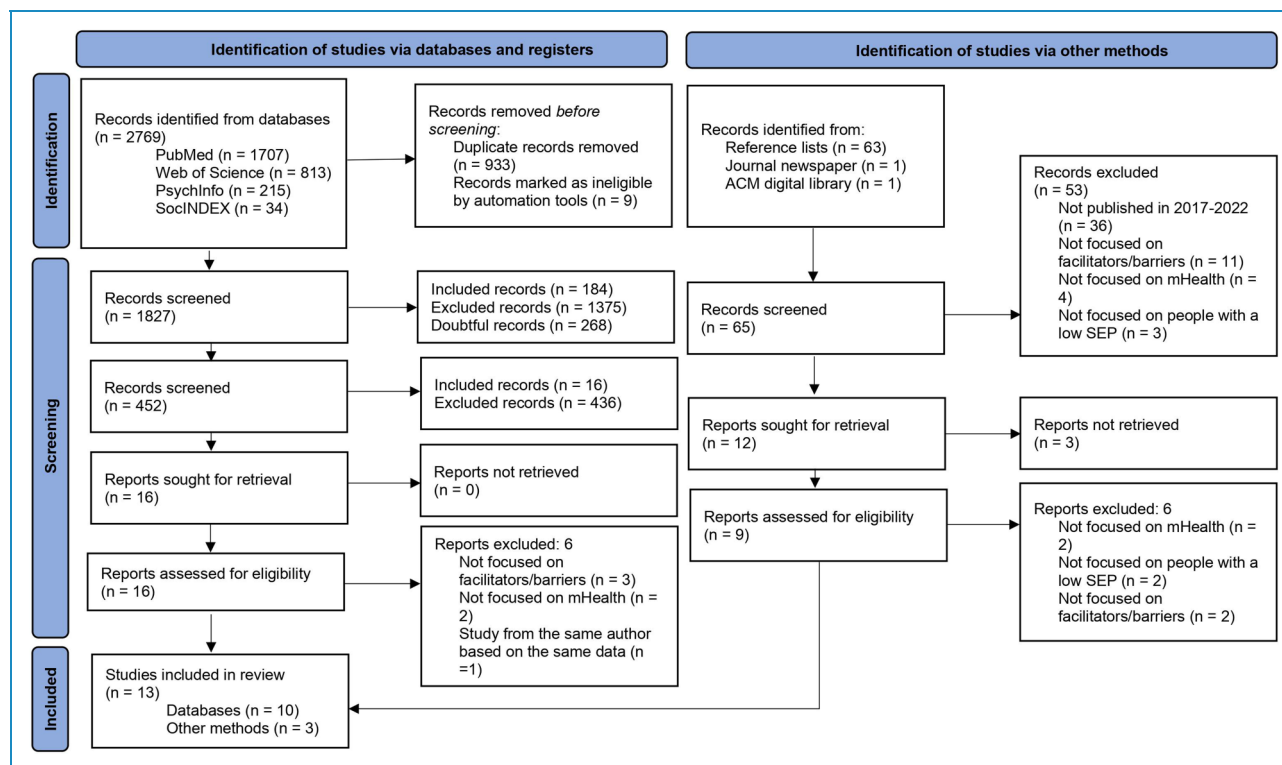 Identification of studies via databases and registers
Identification of studies via other methods
Identification
Records identified from databases
(n = 2769)
PubMed (n = 1707)
Web of Science (n = 813)
PsychInfo (n = 215)
SocINDEX (n = 34)
Records removed before
screening:
Duplicate records removed
(n = 933)
Records marked as ineligible
by automation tools (n = 9)
Records identified from:
Reference lists (n = 63)
Journal newspaper (n = 1)
ACM digital library (n = 1)
Records excluded
(n = 53)
Not published in 2017-2022
(n = 36)
Not focused on
facilitators/barriers (n = 11)
Not focused on mHealth (n =
4)
Not focused on people with a
low SEP (n = 3)
Screening
Records screened
(n = 1827)
Included records (n = 184)
Excluded records (n = 1375)
Doubtful records (n = 268)
Records screened
(n = 65)
Records screened
(n = 452)
Included records (n = 16)
Excluded records (n = 436)
Reports sought for retrieval
(n = 12)
Reports not retrieved
(n = 3)
Reports sought for retrieval
(n = 16)
Reports not retrieved
(n = 0)
Reports assessed for eligibility
(n = 9)
Reports excluded: 6
Not focused on mHealth (n =
2)
Not focused on people with a
low SEP (n = 2)
Not focused on
facilitators/barriers (n = 2)
Reports assessed for eligibility
(n = 16)
Reports excluded: 6
Not focused on
facilitators/barriers (n = 3)
Not focused on mHealth (n =
2)
Study from the same author
based on the same data (n
=1)
Included
Studies included in review
(n = 13)
Databases (n = 10)
Other methods (n = 3)